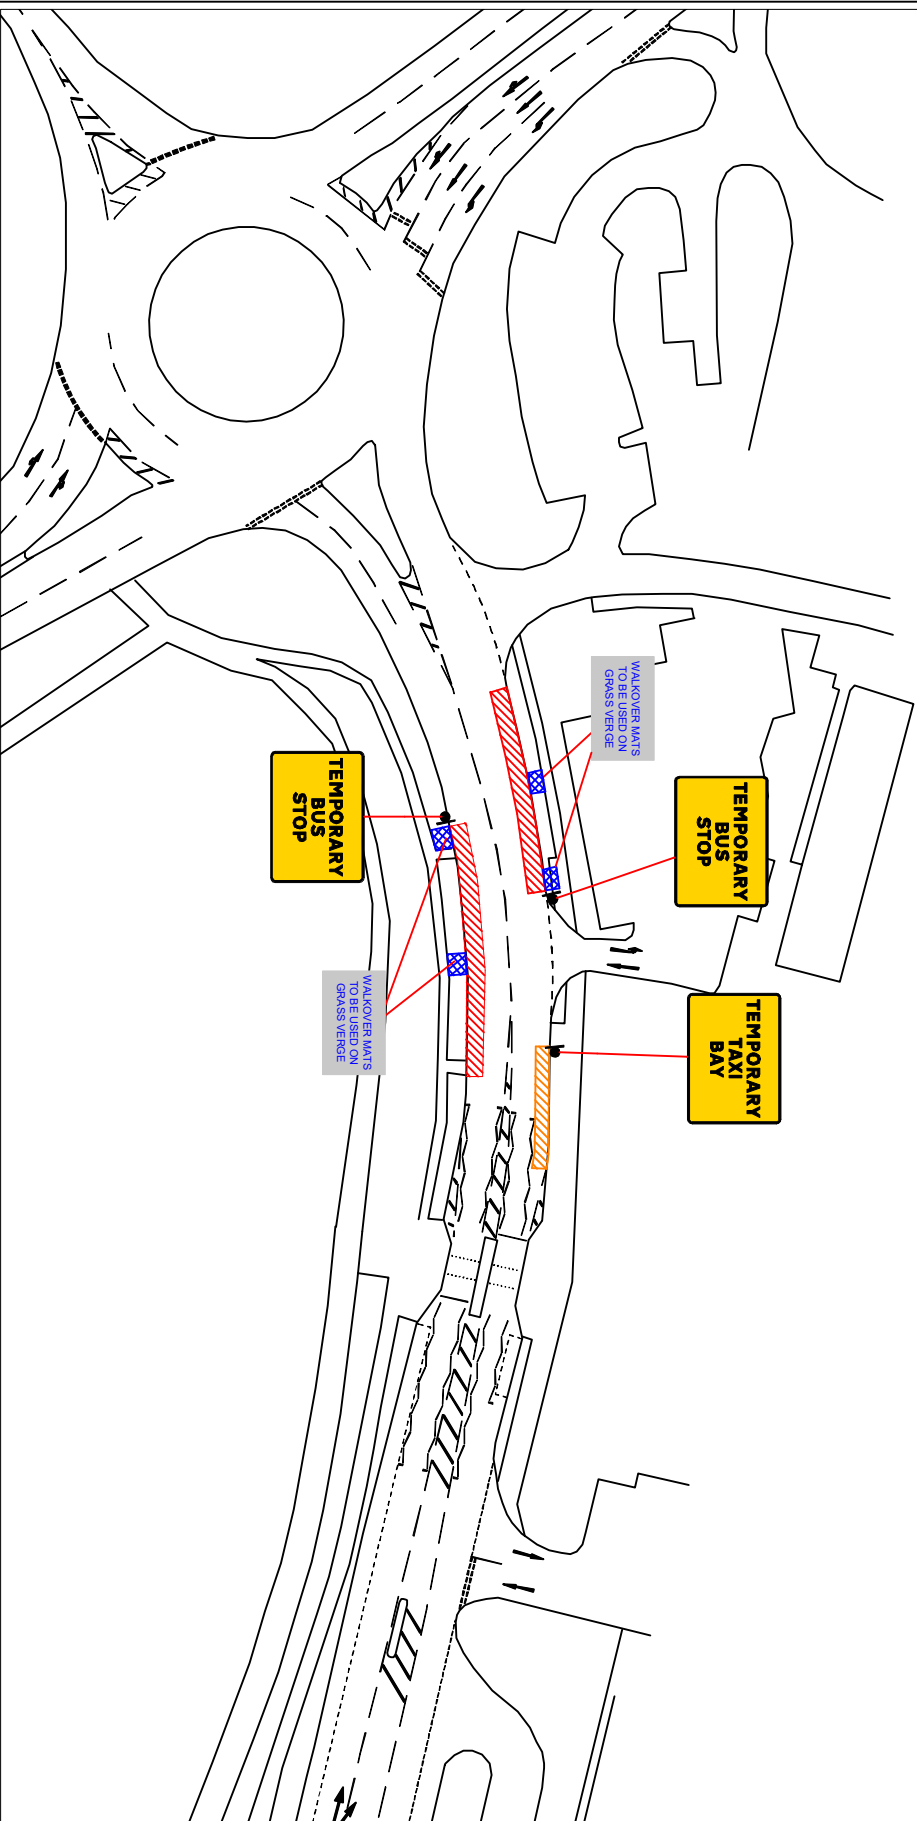 WALKOVER MATS
TO BE USED ON
GRASS VERGE
TEMPORARY
BUS
STOP
TEMPORARY
BUS
STOP
TEMPORARY
TAXI
BAY
WALKOVER MATS
TO BE USED ON
GRASS VERGE